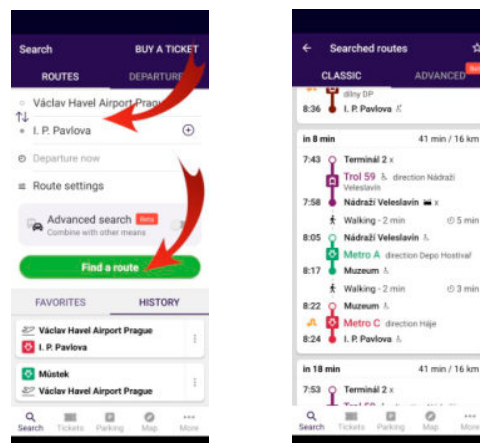 Search BUY A TICKET
ROUTES DEPARTURE
Václav Havel Airport Prague
I. P. Pavlova
Departure now
Route settings
Advanced search Beta
Combine with other means
Find a route
FAVORITES HISTORY
Václav Havel Airport Prague
I. P. Pavlova
Můstek
Václav Havel Airport Prague
Search Tickets Parking Map More
Searched routes
CLASSIC ADVANCED Beta
dílny DP
8:36 I. P. Pavlova
in 8 min 41 min / 16 km
7:43 Terminál 2 x
Trol 59 direction Nádraží
Veleslavín
7:58 Nádraží Veleslavín x
Walking - 2 min 5 min
8:05 Nádraží Veleslavín
Metro A direction Depo Hostivař
8:17 Muzeum
Walking - 2 min 3 min
8:22 Muzeum
Metro C direction Háje
8:24 I. P. Pavlova
in 18 min 41 min / 16 km
7:53 Terminál 2 x
Search Tickets Parking Map More